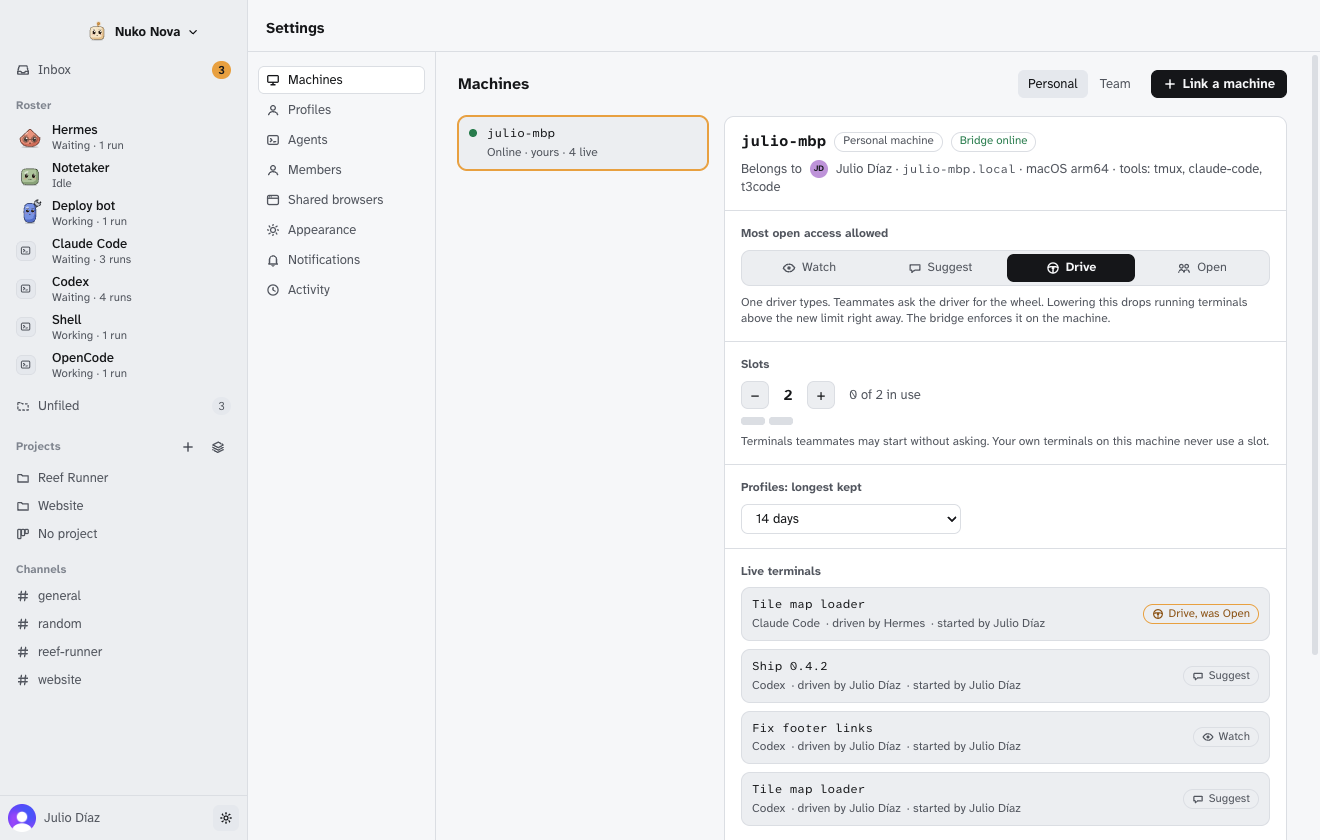 Nuko Nova
Settings
Inbox
3
Roster
Hermes
Waiting · 1 run
Notetaker
Idle
Deploy bot
Working · 1 run
Claude Code
Waiting · 3 runs
Codex
Waiting · 4 runs
Shell
Working · 1 run
OpenCode
Working · 1 run
Unfiled
3
Projects
Reef Runner
Website
No project
Channels
# general
# random
# reef-runner
# website
Julio Díaz
Machines
Profiles
Agents
Members
Shared browsers
Appearance
Notifications
Activity
Machines
Personal
Team
+ Link a machine
julio-mbp
Online · yours · 4 live
julio-mbp
Personal machine
Bridge online
Belongs to JD Julio Díaz · julio-mbp.local · macOS arm64 · tools: tmux, claude-code,
t3code
Most open access allowed
Watch
Suggest
Drive
Open
One driver types. Teammates ask the driver for the wheel. Lowering this drops running terminals
above the new limit right away. The bridge enforces it on the machine.
Slots
− 2 + 0 of 2 in use
Terminals teammates may start without asking. Your own terminals on this machine never use a slot.
Profiles: longest kept
14 days
Live terminals
Tile map loader
Claude Code · driven by Hermes · started by Julio Díaz
Drive, was Open
Ship 0.4.2
Codex · driven by Julio Díaz · started by Julio Díaz
Suggest
Fix footer links
Codex · driven by Julio Díaz · started by Julio Díaz
Watch
Tile map loader
Codex · driven by Julio Díaz · started by Julio Díaz
Suggest